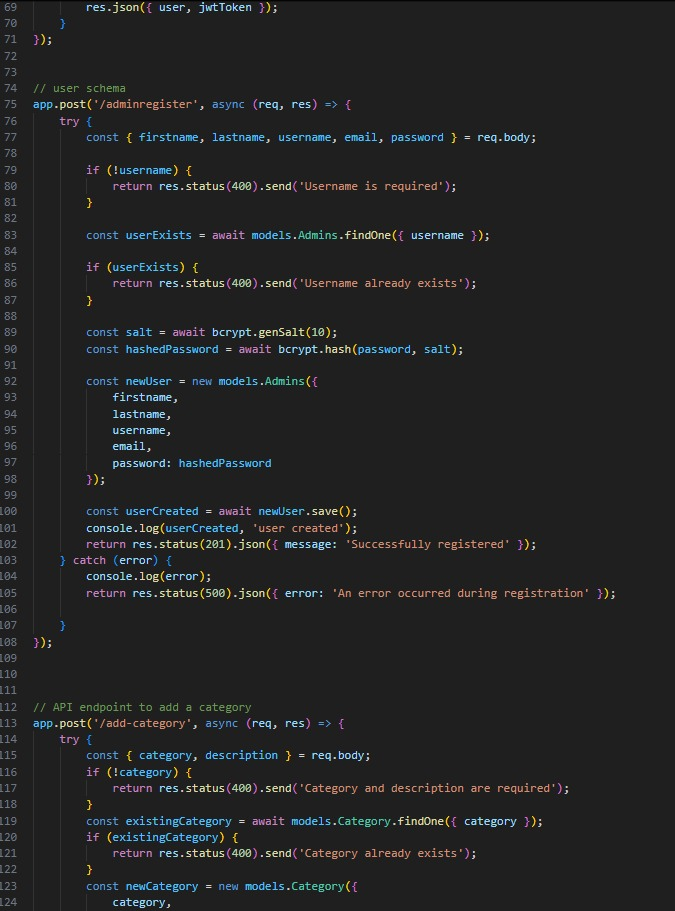 69 res.json({ user, jwtToken });
70 }
71 });
72
73
74 // user schema
75 app.post('/adminregister', async (req, res) => {
76 try {
77 const { firstname, lastname, username, email, password } = req.body;
78
79 if (!username) {
80 return res.status(400).send('Username is required');
81 }
82
83 const userExists = await models.Admins.findOne({ username });
84
85 if (userExists) {
86 return res.status(400).send('Username already exists');
87 }
88
89 const salt = await bcrypt.genSalt(10);
90 const hashedPassword = await bcrypt.hash(password, salt);
91
92 const newUser = new models.Admins({
93 firstname,
94 lastname,
95 username,
96 email,
97 password: hashedPassword
98 });
99
100 const userCreated = await newUser.save();
101 console.log(userCreated, 'user created');
102 return res.status(201).json({ message: 'Successfully registered' });
103 } catch (error) {
104 console.log(error);
105 return res.status(500).json({ error: 'An error occurred during registration' });
106
107 }
108 });
109
110
111
112 // API endpoint to add a category
113 app.post('/add-category', async (req, res) => {
114 try {
115 const { category, description } = req.body;
116 if (!category) {
117 return res.status(400).send('Category and description are required');
118 }
119 const existingCategory = await models.Category.findOne({ category });
120 if (existingCategory) {
121 return res.status(400).send('Category already exists');
122 }
123 const newCategory = new models.Category({
124 category,